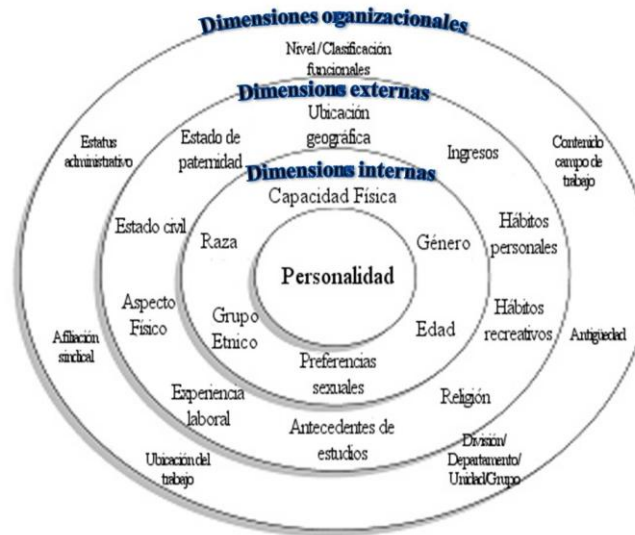 Dimensiones oganizacionales
Nivel/Clasificación
funcionales
Dimensions externas
Ubicación
geográfica
Estado de
paternidad
Estatus
administrativo
Ingresos
Contenido
campo de
trabajo
Dimensions internas
Capacidad Física
Estado civil
Raza
Género
Hábitos
personales
Personalidad
Aspecto
Físico
Grupo
Etnico
Edad
Hábitos
recreativos
Afiliación
sindical
Antigüedad
Preferencias
sexuales
Experiencia
laboral
Religión
Antecedentes de
estudios
Ubicación del
trabajo
División/
Departamento/
Unidad/Grupo